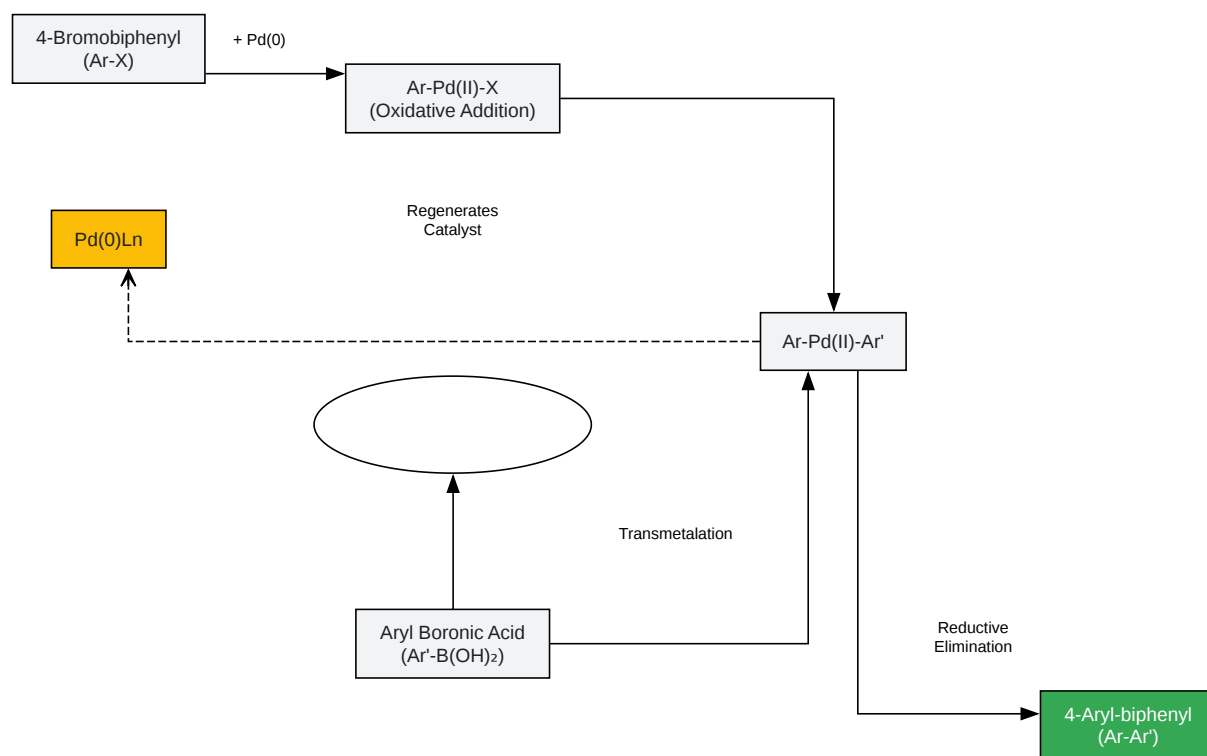 4-Bromobiphenyl
(Ar-X)
+ Pd(0)
Ar-Pd(II)-X
(Oxidative Addition)
Regenerates
Catalyst
Pd(0)Ln
Ar-Pd(II)-Ar'
Transmetalation
Aryl Boronic Acid
(Ar'-B(OH)₂)
Reductive
Elimination
4-Aryl-biphenyl
(Ar-Ar')